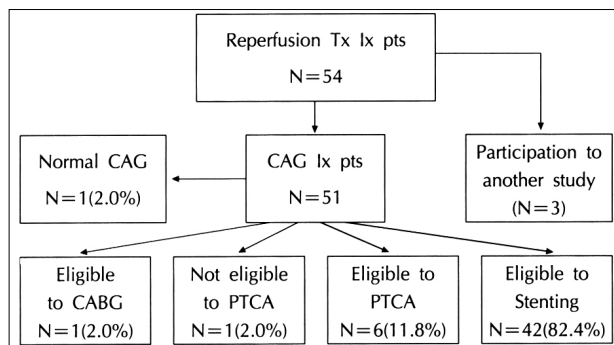 Reperfusion Tx Ix pts
N=54
Normal CAG
N=1(2.0%)
CAG Ix pts
N=51
Participation to
another study
(N=3)
Eligible
to CABG
N=1(2.0%)
Not eligible
to PTCA
N=1(2.0%)
Eligible to
PTCA
N=6(11.8%)
Eligible to
Stenting
N=42(82.4%)